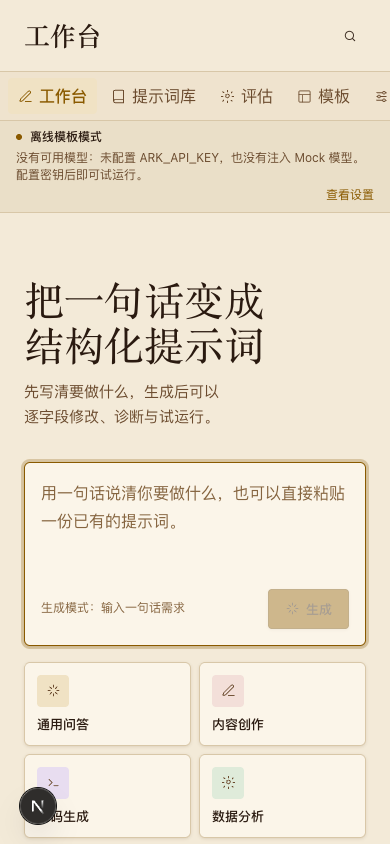 工作台
工作台 提示词库 评估 模板
离线模板模式
没有可用模型：未配置 ARK_API_KEY，也没有注入 Mock 模型。
配置密钥后即可试运行。
查看设置
把一句话变成
结构化提示词
先写清要做什么，生成后可以
逐字段修改、诊断与试运行。
用一句话说清你要做什么，也可以直接粘贴
一份已有的提示词。
生成模式：输入一句话需求
生成
通用问答 内容创作
码生成 数据分析
N